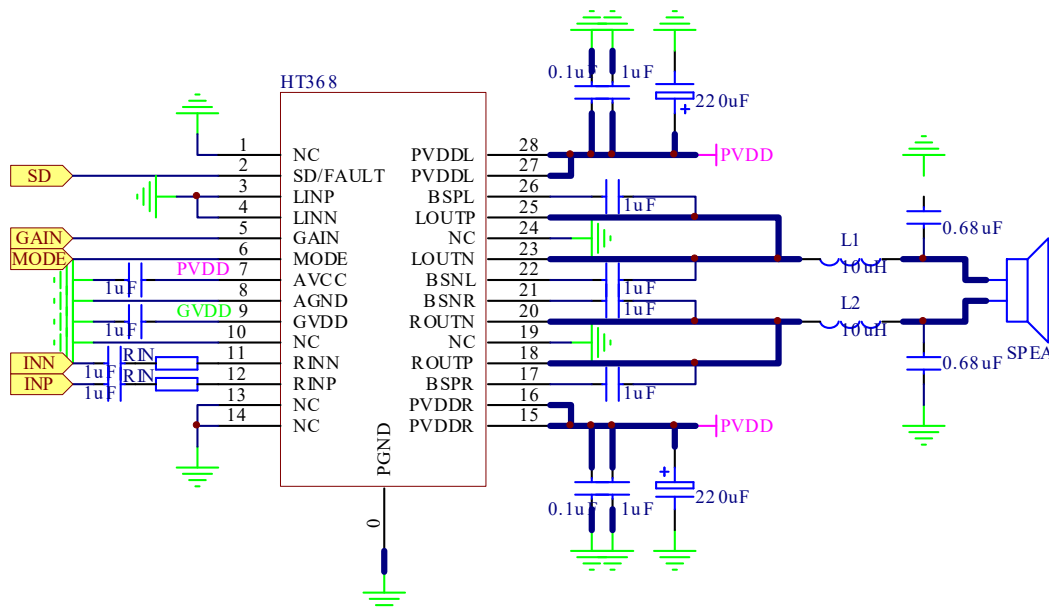 HT368
0.1uF
1uF
220uF
1 NC PVDDL 28
PVDD
SD
2 SD/FAULT PVDDL 27
3 LINP BSPL 26
1uF
4 LINN LOUTP 25
0.68uF
GAIN
5 GAIN NC 24
L1
10uH
MODE
6 MODE LOUTN 23
PVDD
1uF
7 AVCC BSNL 22
1uF
8 AGND BSNR 21
GVDD
1uF
9 GVDD ROUTN 20
L2
10uH
10 NC NC 19
SPEA
INN
1uF
RIN
11 RINN ROUTP 18
0.68uF
INP
1uF
RIN
12 RINP BSPR 17
1uF
13 NC PVDDR 16
14 NC PVDDR 15
PVDD
PGND
0
0.1uF
1uF
220uF